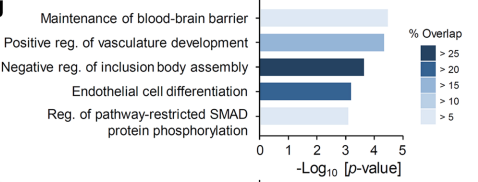 Maintenance of blood-brain barrier
Positive reg. of vasculature development
Negative reg. of inclusion body assembly
Endothelial cell differentiation
Reg. of pathway-restricted SMAD
protein phosphorylation
0 1 2 3 4 5
-Log10 [p-value]
% Overlap
> 25
> 20
> 15
> 10
> 5